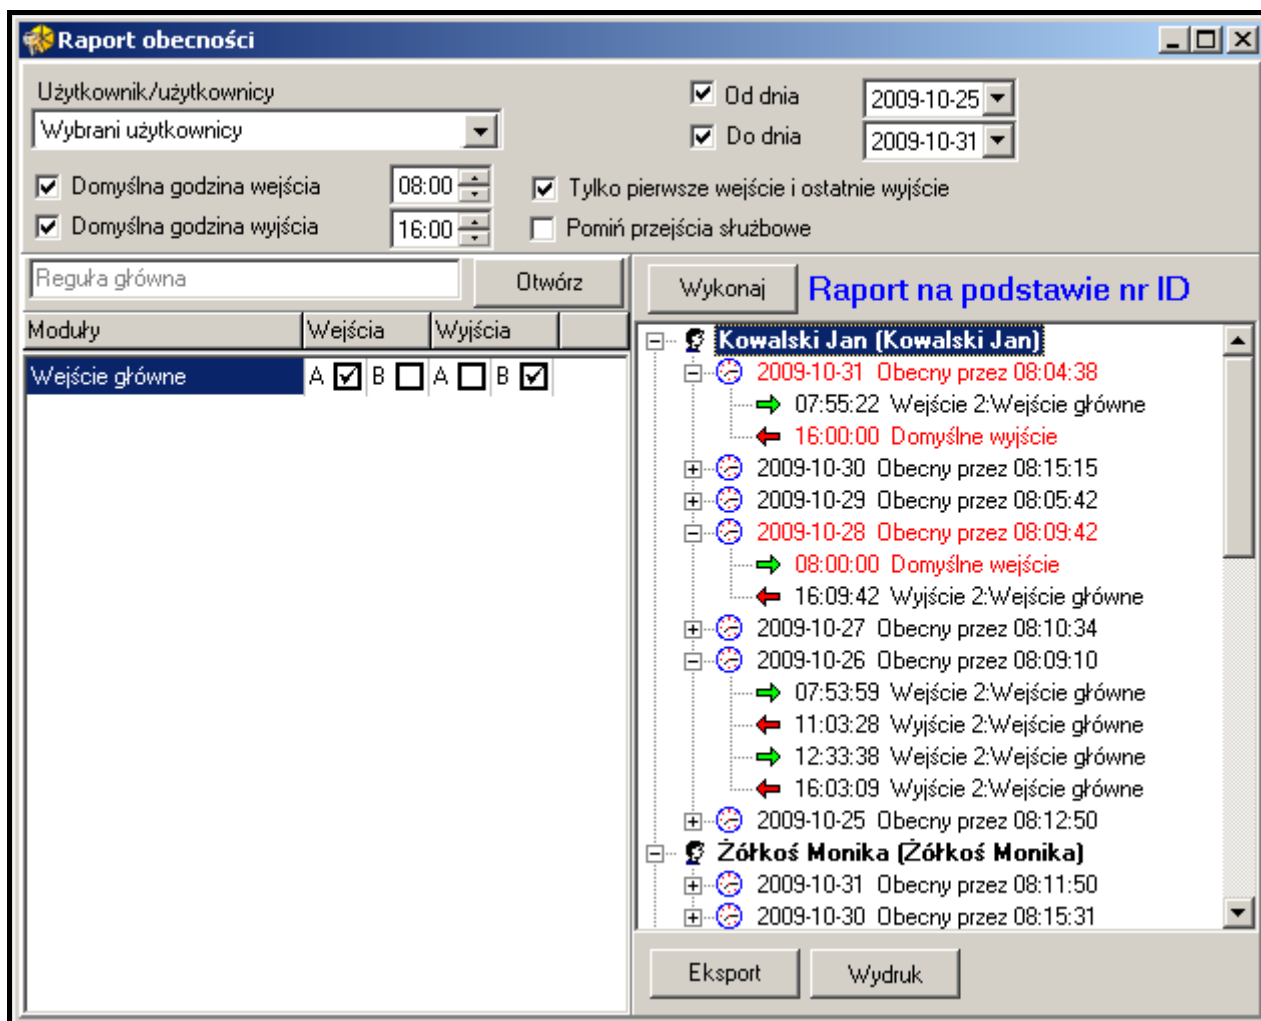 Raport obecności
Użytkownik/użytkownicy
Wybrani użytkownicy
Od dnia 2009-10-25
Do dnia 2009-10-31
Domyślna godzina wejścia 08:00
Tylko pierwsze wejście i ostatnie wyjście
Domyślna godzina wyjścia 16:00
Pomiń przejścia służbowe
Reguła główna Otwórz
Moduły Wejścia Wyjścia
Wejście główne A B A B
Wykonaj Raport na podstawie nr ID
Kowalski Jan (Kowalski Jan)
2009-10-31 Obecny przez 08:04:38
07:55:22 Wejście 2:Wejście główne
16:00:00 Domyślne wyjście
2009-10-30 Obecny przez 08:15:15
2009-10-29 Obecny przez 08:05:42
2009-10-28 Obecny przez 08:09:42
08:00:00 Domyślne wejście
16:09:42 Wyjście 2:Wejście główne
2009-10-27 Obecny przez 08:10:34
2009-10-26 Obecny przez 08:09:10
07:53:59 Wejście 2:Wejście główne
11:03:28 Wyjście 2:Wejście główne
12:33:38 Wejście 2:Wejście główne
16:03:09 Wyjście 2:Wejście główne
2009-10-25 Obecny przez 08:12:50
Żółkoś Monika (Żółkoś Monika)
2009-10-31 Obecny przez 08:11:50
2009-10-30 Obecny przez 08:15:31
Eksport Wydruk